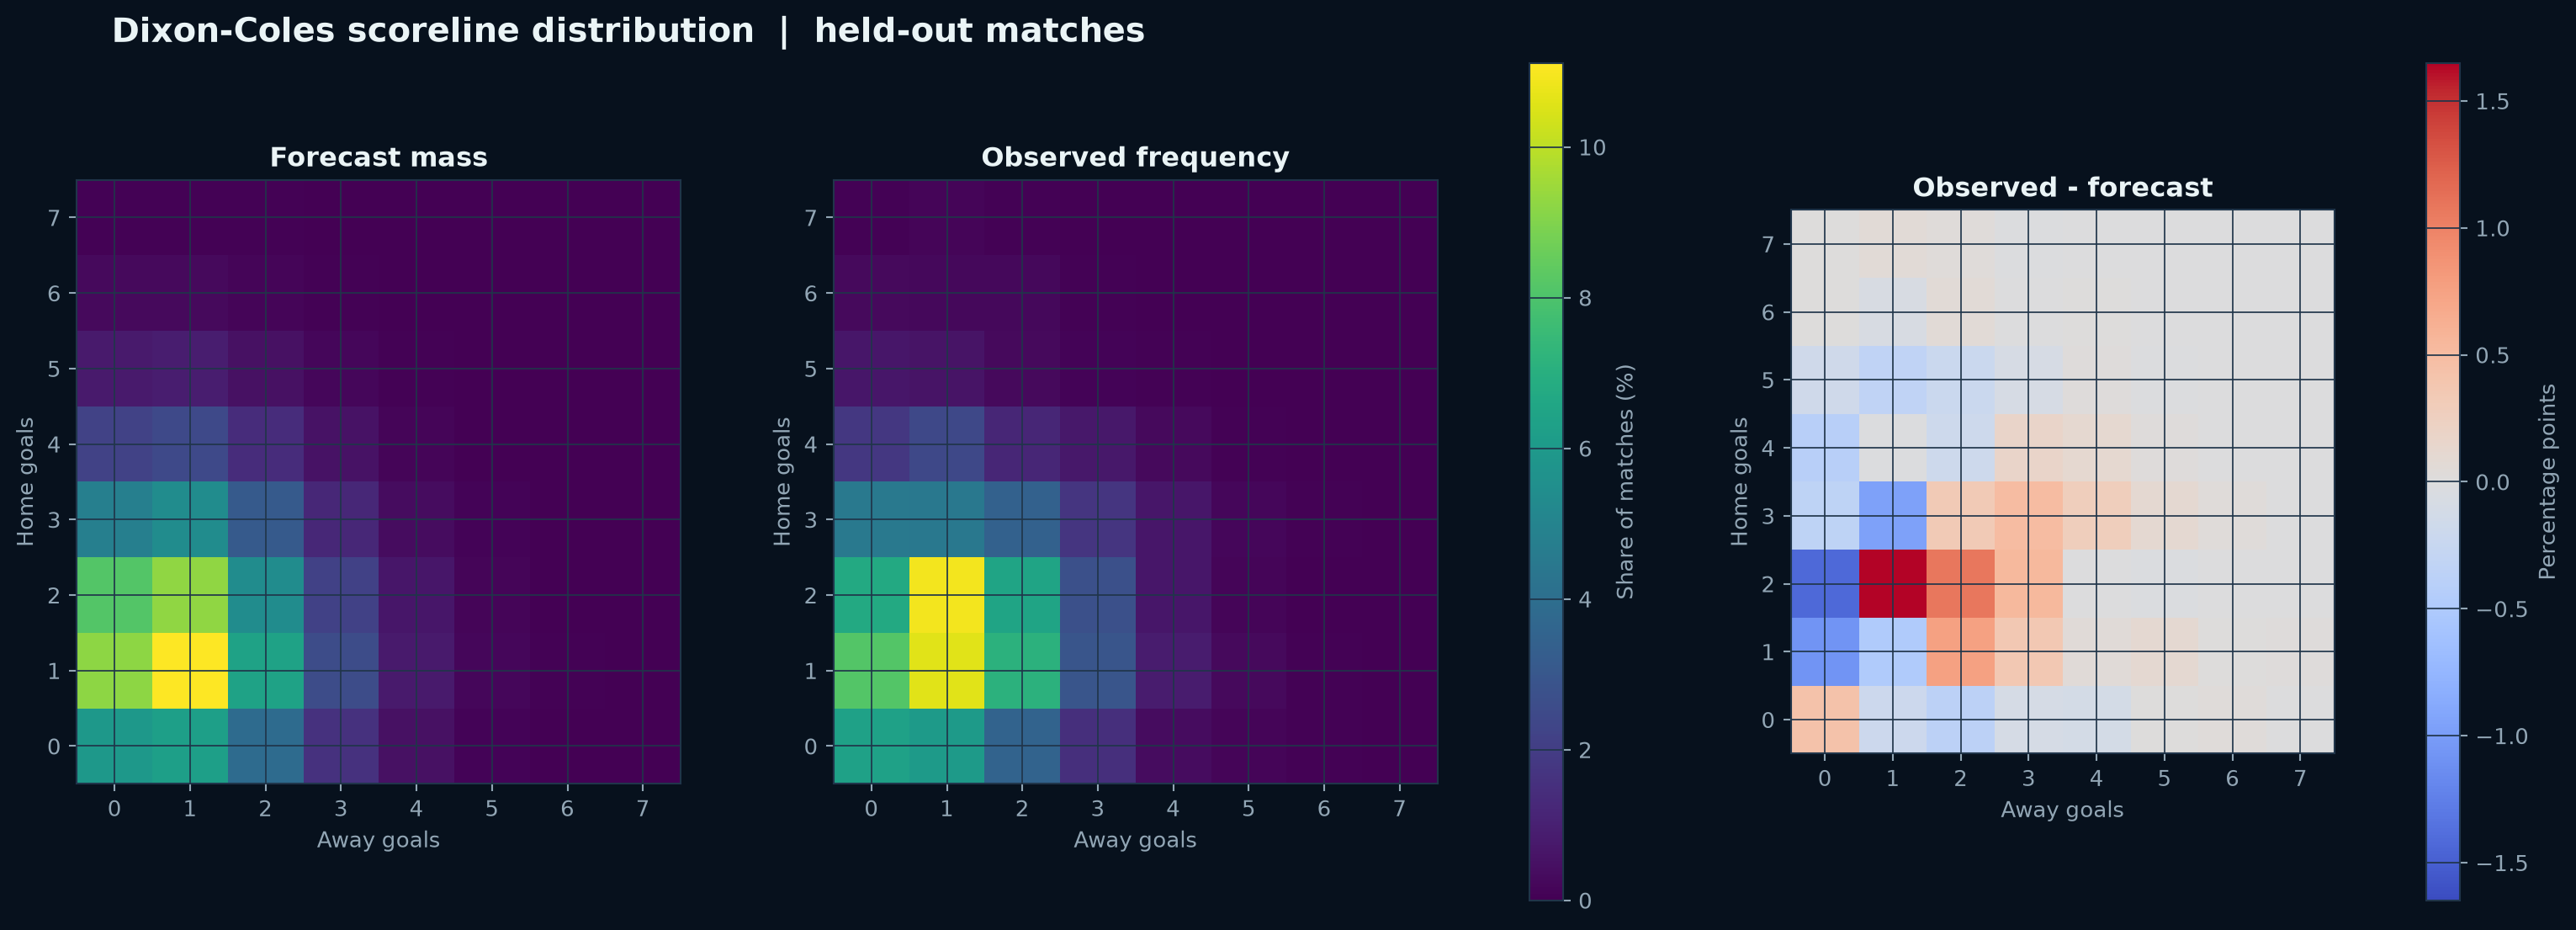 Dixon-Coles scoreline distribution | held-out matches
Forecast mass
Home goals
7
6
5
4
3
2
1
0
0 1 2 3 4 5 6 7
Away goals
Observed frequency
Home goals
7
6
5
4
3
2
1
0
0 1 2 3 4 5 6 7
Away goals
10
8
6
4
2
0
Share of matches (%)
Observed - forecast
Home goals
7
6
5
4
3
2
1
0
0 1 2 3 4 5 6 7
Away goals
1.5
1.0
0.5
0.0
−0.5
−1.0
−1.5
Percentage points